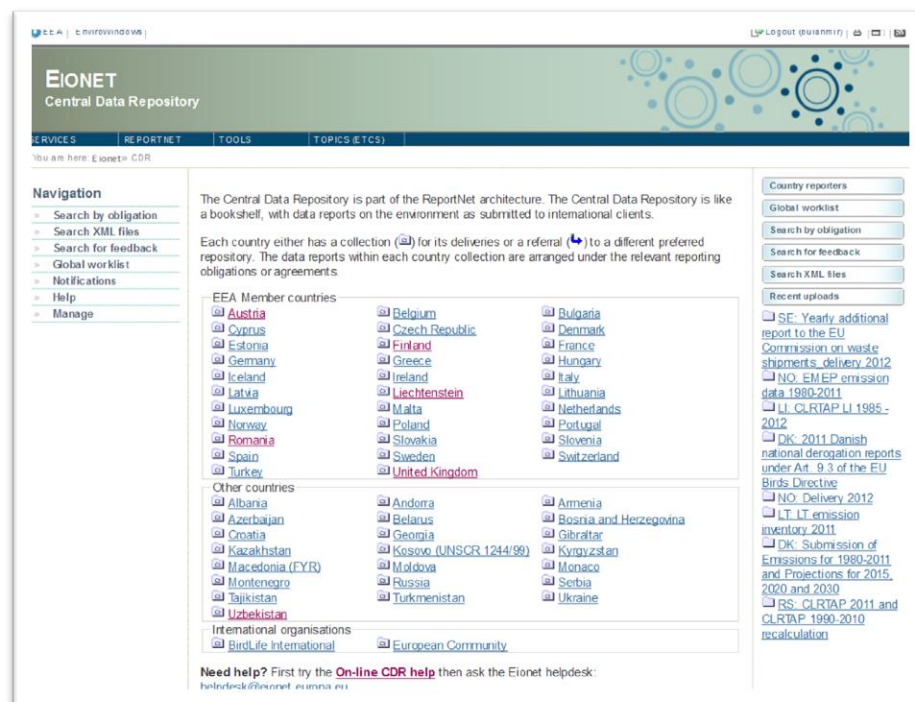 EEA | EnviroWindows |
Logout (bulanmir)
EIONET
Central Data Repository
SERVICES REPORTNET TOOLS TOPICS (ETCS)
You are here: Eionet » CDR
Navigation
» Search by obligation
» Search XML files
» Search for feedback
» Global worklist
» Notifications
» Help
» Manage
The Central Data Repository is part of the ReportNet architecture. The Central Data Repository is like
a bookshelf, with data reports on the environment as submitted to international clients.
Each country either has a collection ( ) for its deliveries or a referral ( ) to a different preferred
repository. The data reports within each country collection are arranged under the relevant reporting
obligations or agreements.
EEA Member countries
Austria Belgium Bulgaria
Cyprus Czech Republic Denmark
Estonia Finland France
Germany Greece Hungary
Iceland Ireland Italy
Latvia Liechtenstein Lithuania
Luxembourg Malta Netherlands
Norway Poland Portugal
Romania Slovakia Slovenia
Spain Sweden Switzerland
Turkey United Kingdom
Other countries
Albania Andorra Armenia
Azerbaijan Belarus Bosnia and Herzegovina
Croatia Georgia Gibraltar
Kazakhstan Kosovo (UNSCR 1244/99) Kyrgyzstan
Macedonia (FYR) Moldova Monaco
Montenegro Russia Serbia
Tajikistan Turkmenistan Ukraine
Uzbekistan
International organisations
BirdLife International European Community
Need help? First try the On-line CDR help then ask the Eionet helpdesk:
helpdesk@eionet.europa.eu
Country reporters
Global worklist
Search by obligation
Search for feedback
Search XML files
Recent uploads
SE: Yearly additional
report to the EU
Commission on waste
shipments_delivery 2012
NO: EMEP emission
data 1980-2011
LI: CLRTAP LI 1985 -
2012
DK: 2011 Danish
national derogation reports
under Art. 9.3 of the EU
Birds Directive
NO: Delivery 2012
LT: LT emission
inventory 2011
DK: Submission of
Emissions for 1980-2011
and Projections for 2015,
2020 and 2030
RS: CLRTAP 2011 and
CLRTAP 1990-2010
recalculation